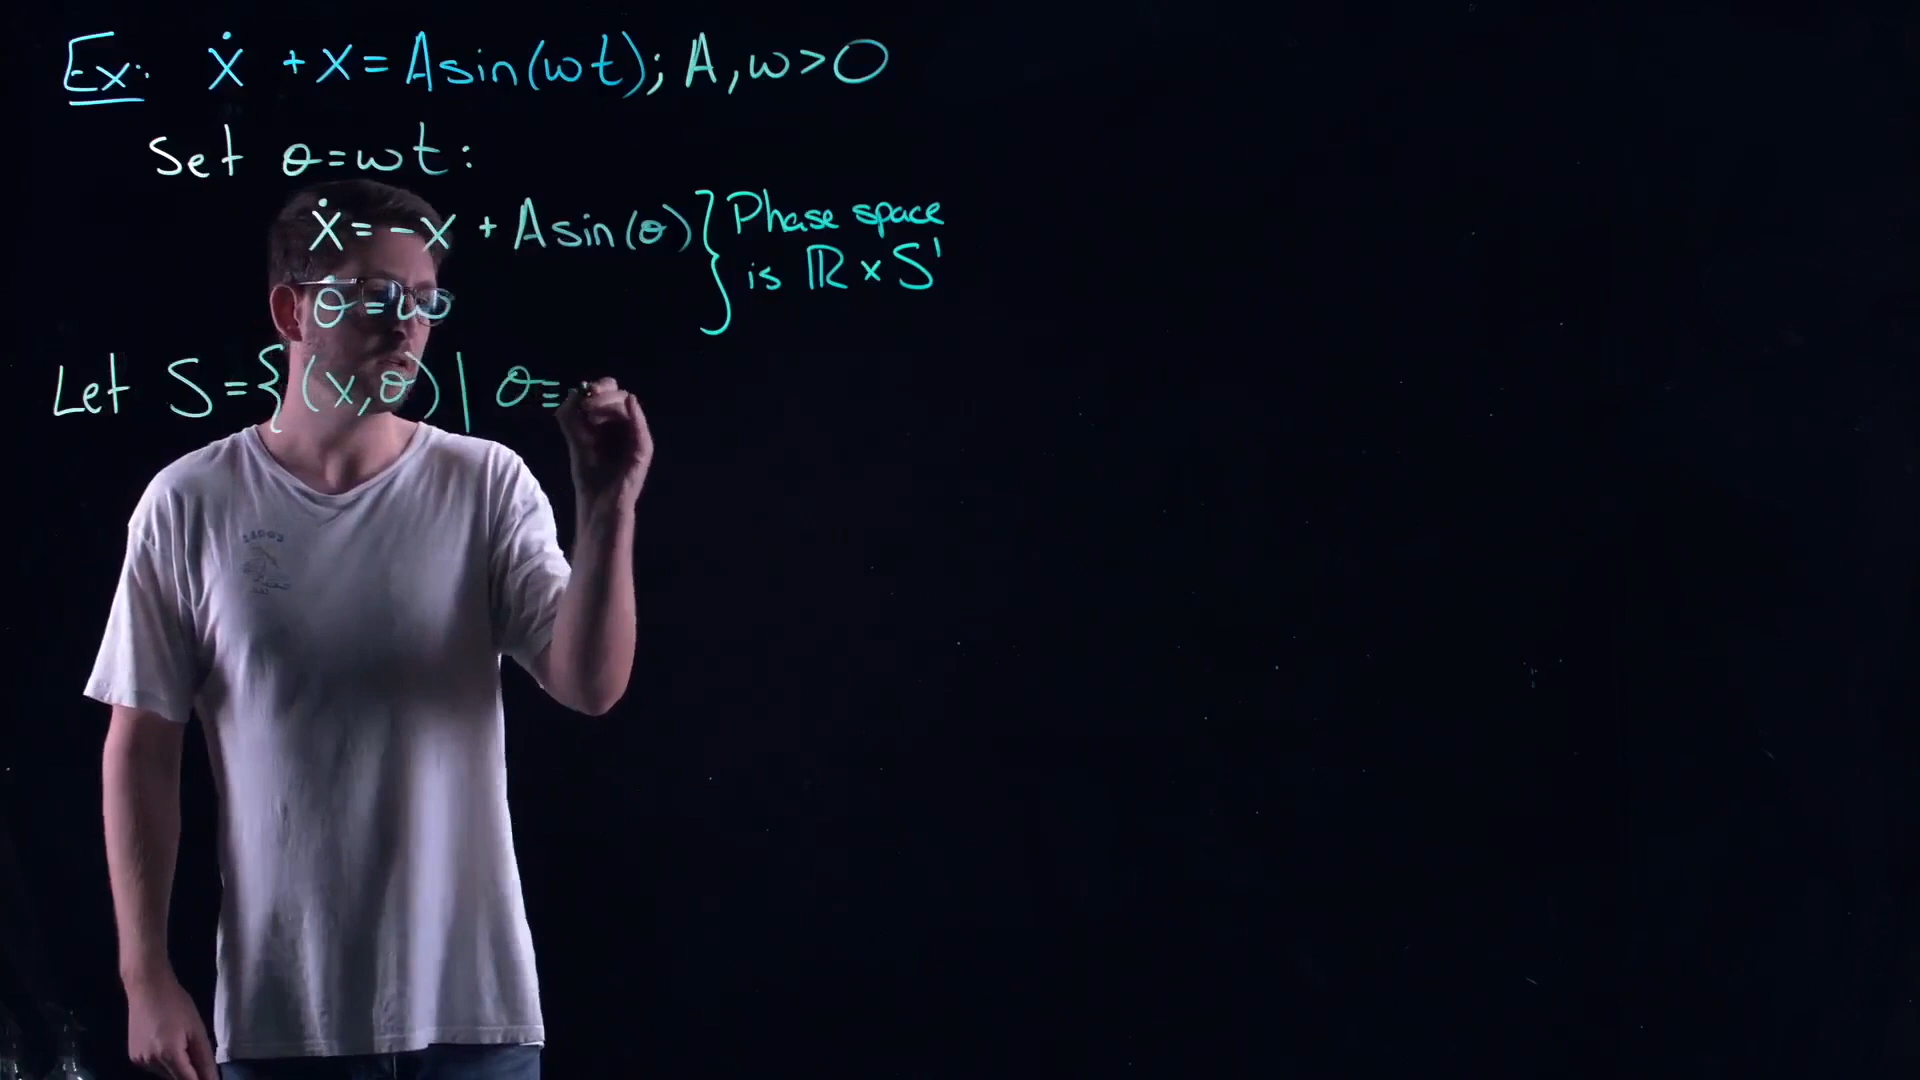 Ex: ẋ + x = A sin(ωt); A, ω > 0
Set θ = ωt:
ẋ = -x + A sin(θ) } Phase space
θ̇ = ω is ℝ × S¹
Let S = {(x, θ) | θ ≡